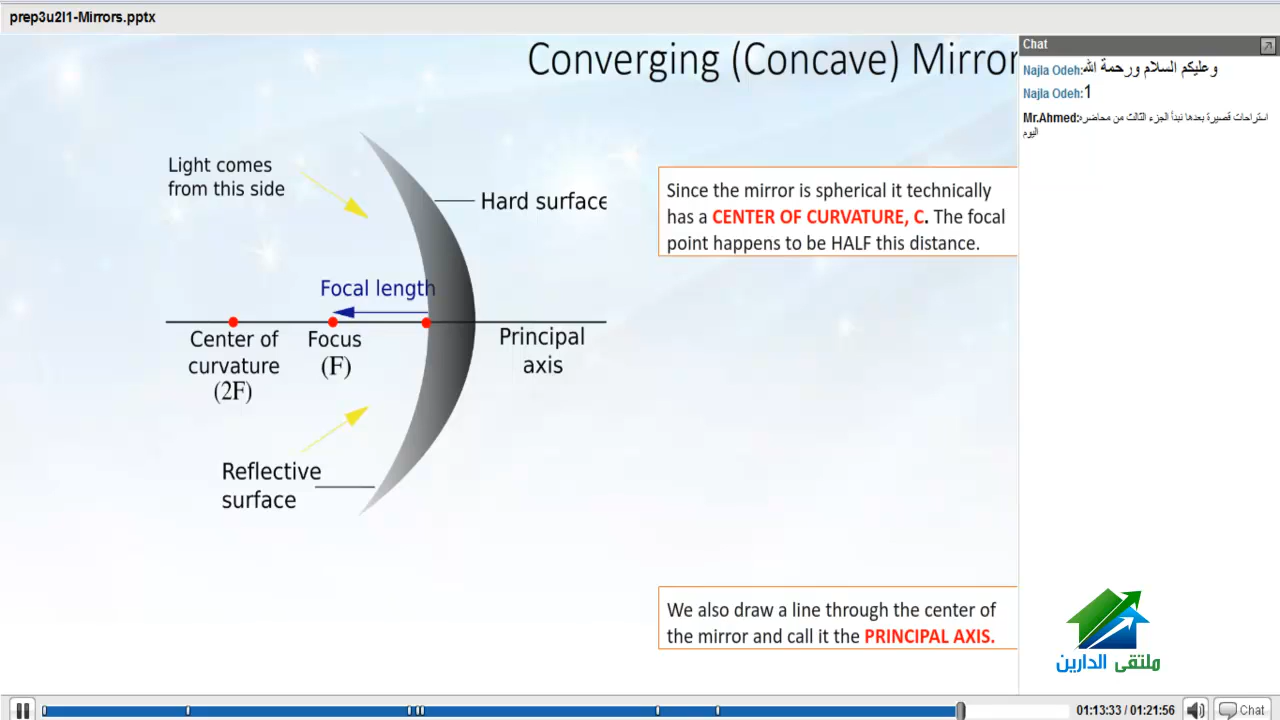 prep3u2l1-Mirrors.pptx
Converging (Concave) Mirror
Light comes
from this side
Hard surface
Focal length
Center of
curvature
(2F)
Focus
(F)
Principal
axis
Reflective
surface
Since the mirror is spherical it technically
has a CENTER OF CURVATURE, C. The focal
point happens to be HALF this distance.
We also draw a line through the center of
the mirror and call it the PRINCIPAL AXIS.
Chat
Najla Odeh: وعليكم السلام ورحمة الله
Najla Odeh: 1
Mr.Ahmed: استراحات قصيرة بعدها نبدأ الجزء الثالث من محاضره
اليوم
ملتقى الدارين
01:13:33 / 01:21:56
Chat